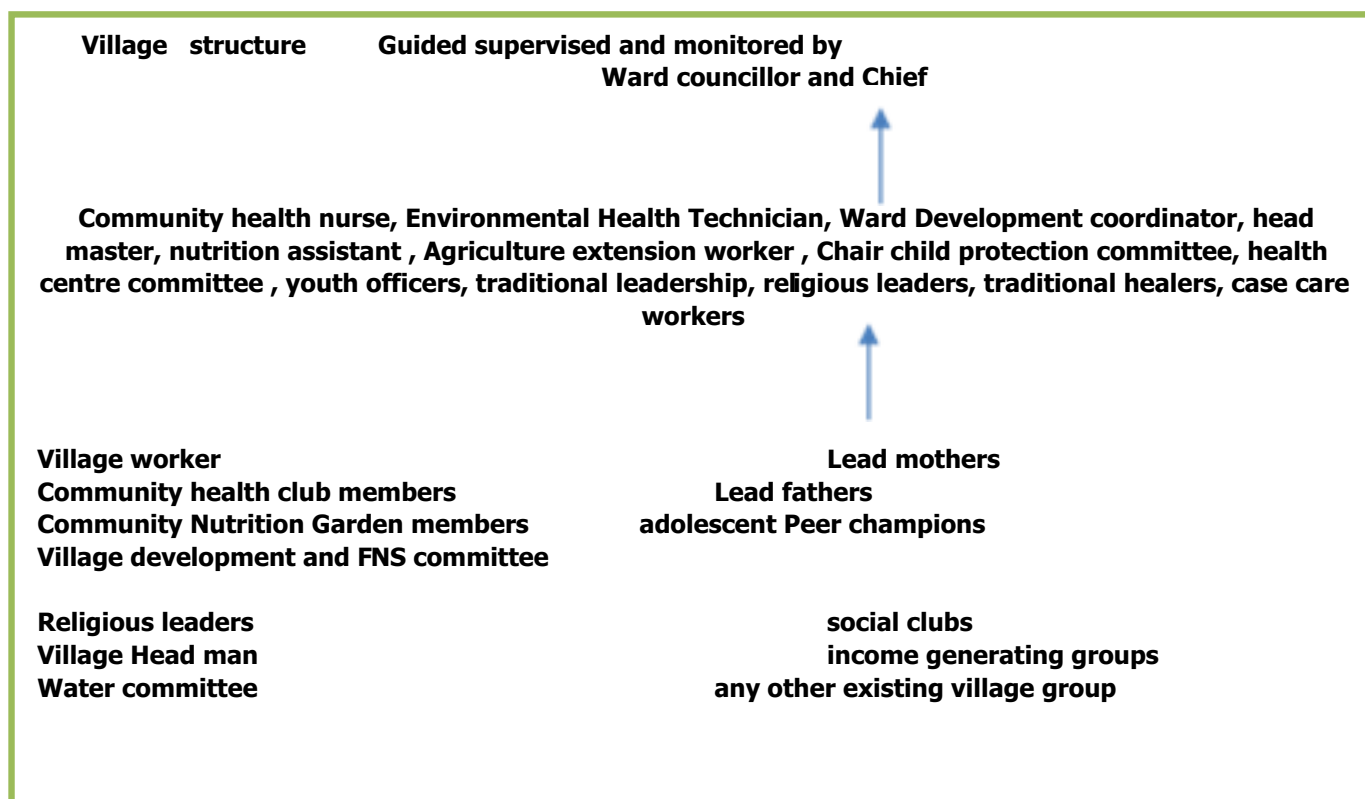 Village structure Guided supervised and monitored by
Ward councillor and Chief
Community health nurse, Environmental Health Technician, Ward Development coordinator, head
master, nutrition assistant , Agriculture extension worker , Chair child protection committee, health
centre committee , youth officers, traditional leadership, religious leaders, traditional healers, case care
workers
Village worker Lead mothers
Community health club members Lead fathers
Community Nutrition Garden members adolescent Peer champions
Village development and FNS committee
Religious leaders social clubs
Village Head man income generating groups
Water committee any other existing village group